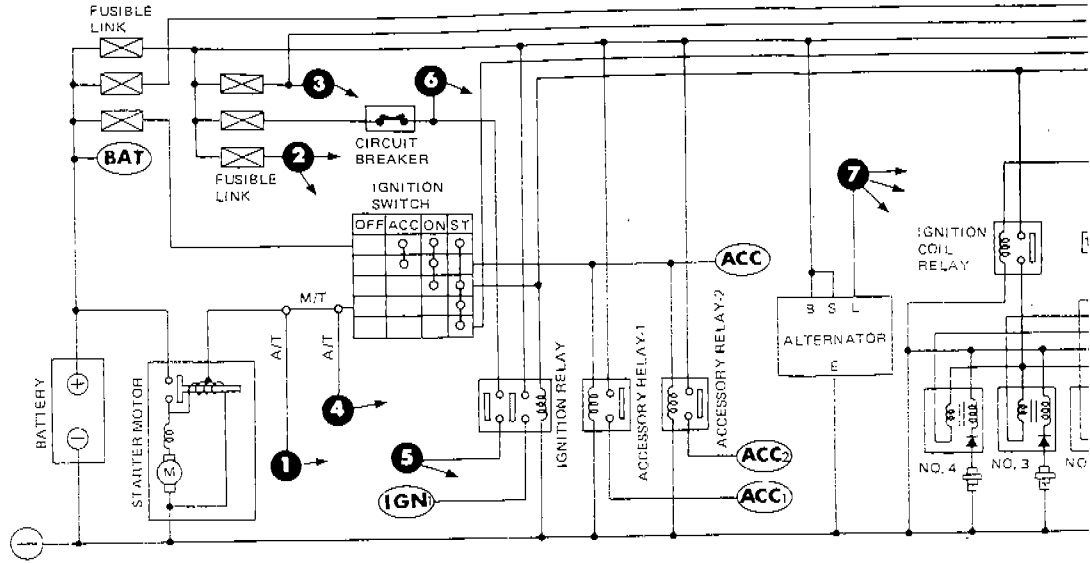 FUSIBLE
LINK
3
6
BAT
2
CIRCUIT
BREAKER
FUSIBLE
LINK
7
IGNITION
SWITCH
OFF ACC ON ST
ACC
IGNITION
COIL
RELAY
M/T
A/T
A/T
B S L
ALTERNATOR
E
BATTERY
STARTER MOTOR
M
4
1
5
IGN1
IGNITION RELAY
ACCESSORY RELAY-1
ACCESSORY RELAY-2
ACC2
ACC1
NO. 4
NO. 3
NO